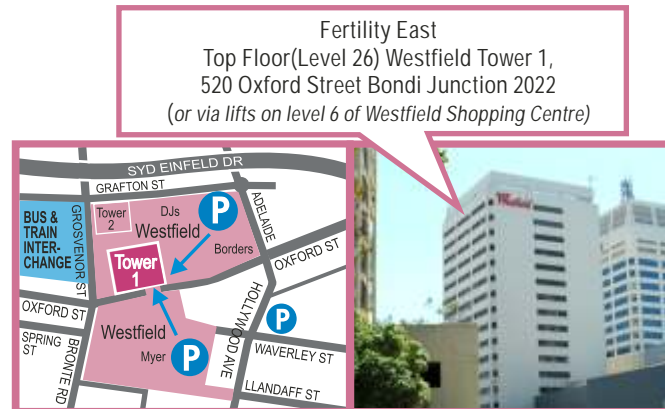 Fertility East
Top Floor(Level 26) Westfield Tower 1,
520 Oxford Street Bondi Junction 2022
(or via lifts on level 6 of Westfield Shopping Centre)
SYD EINFELD DR
GRAFTON ST
BUS &
TRAIN
INTER-
CHANGE
GROSVENOR ST
Tower
2
DJs
Westfield
P
ADELAIDE
Borders
Tower
1
OXFORD ST
OXFORD ST
HOLLYWOOD AVE
P
SPRING
ST
BRONTE RD
Westfield
Myer
P
WAVERLEY ST
LLANDAFF ST
Westfield